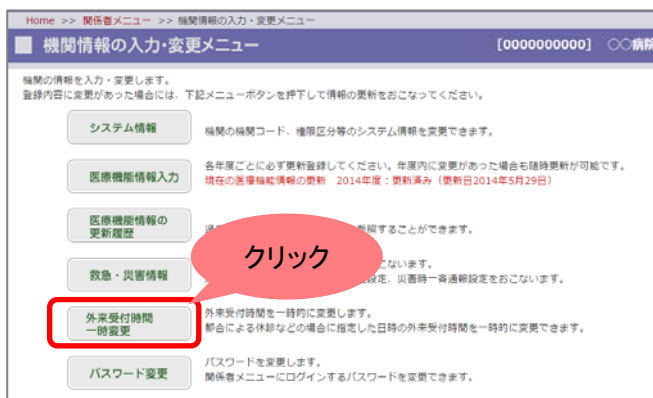 Home >> 関係者メニュー >> 機関情報の入力・変更メニュー
機関情報の入力・変更メニュー [0000000000] 〇〇病院
機関の情報を入力・変更します。
登録内容に変更があった場合には、下記メニューボタンを押下して情報の更新をおこなってください。
システム情報 機関の機関コード、権限区分等のシステム情報を変更できます。
医療機能情報入力 各年度ごとに必ず更新登録してください。年度内に変更があった場合も随時更新が可能です。
現在の医療機能情報の更新 2014年度：更新済み（更新日2014年5月29日）
医療機能情報の
更新履歴 参照することができます。
クリック
救急・災害情報 こないます。
設定、災害時一斉通報設定をおこないます。
外来受付時間
一時変更 外来受付時間を一時的に変更します。
都合による休診などの場合に指定した日時の外来受付時間を一時的に変更できます。
パスワード変更 パスワードを変更します。
関係者メニューにログインするパスワードを変更できます。